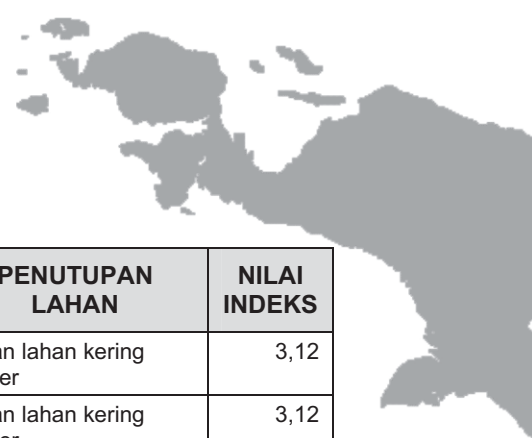 PENUTUPAN
LAHAN
NILAI
INDEKS
lahan kering
3,12
lahan kering
3,12